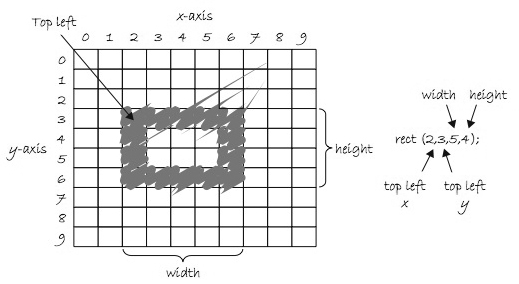 Top left
x-axis
0 1 2 3 4 5 6 7 8 9
0
1
2
3
4
5
6
7
8
9
y-axis
height
width
width height
rect (2,3,5,4);
top left top left
x y